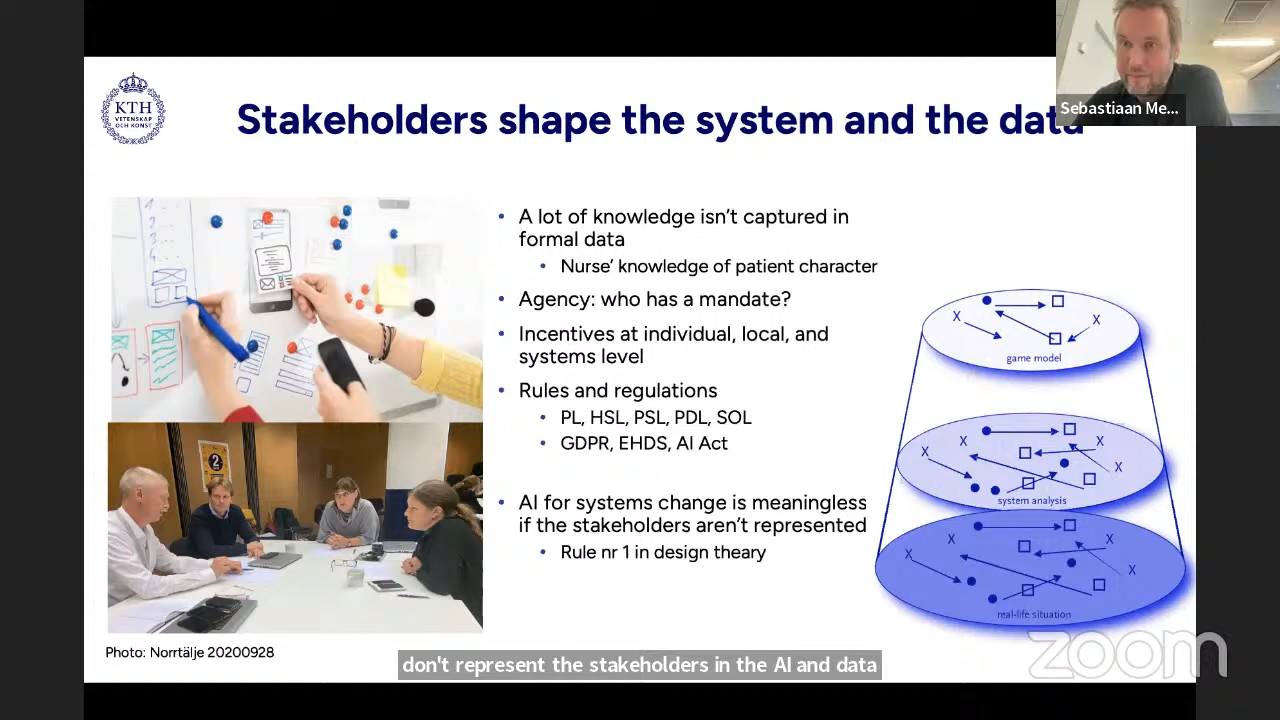 KTH
VETENSKAP
OCH KONST
Stakeholders shape the system and the data
Sebastiaan Me...
• A lot of knowledge isn't captured in
formal data
• Nurse' knowledge of patient character
• Agency: who has a mandate?
• Incentives at individual, local, and
systems level
• Rules and regulations
• PL, HSL, PSL, PDL, SOL
• GDPR, EHDS, AI Act
• AI for systems change is meaningless
if the stakeholders aren't represented
• Rule nr 1 in design theary
X
X
game model
X
X
X
X
system analysis
X
X
X
X
real-life situation
2
Photo: Norrtälje 20200928
don't represent the stakeholders in the AI and data
zoom